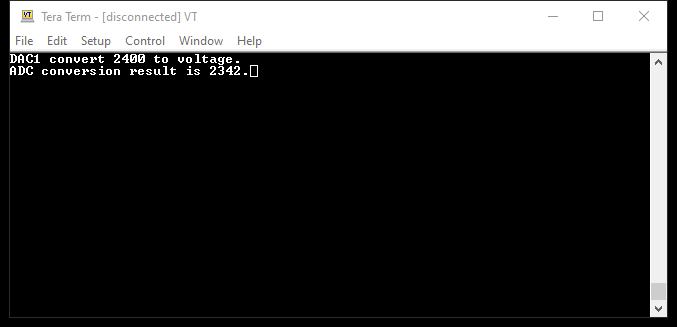 VT Tera Term - [disconnected] VT
File Edit Setup Control Window Help
DAC1 convert 2400 to voltage.
ADC conversion result is 2342.